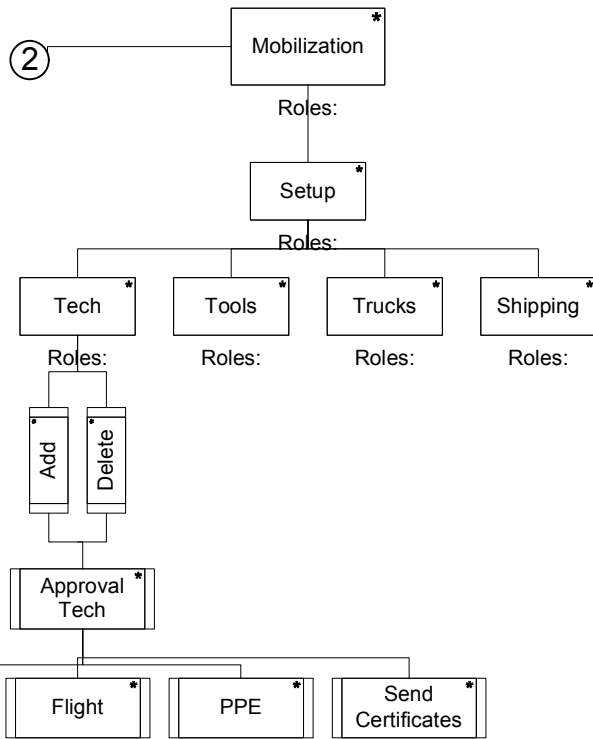 *
Mobilization
2
Roles:
*
Setup
Roles:
*
Tech
*
Tools
*
Trucks
*
Shipping
Roles:
Roles:
Roles:
Roles:
*
Add
*
Delete
*
Approval
Tech
*
Flight
*
PPE
*
Send
Certificates